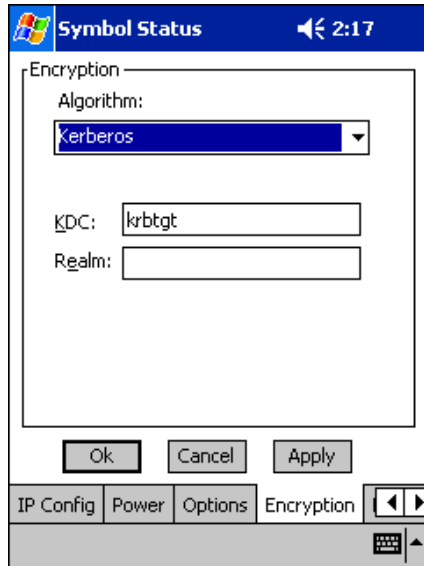 Symbol Status 2:17
Encryption
Algorithm:
Kerberos
KDC: krbtgt
Realm:
Ok Cancel Apply
IP Config Power Options Encryption